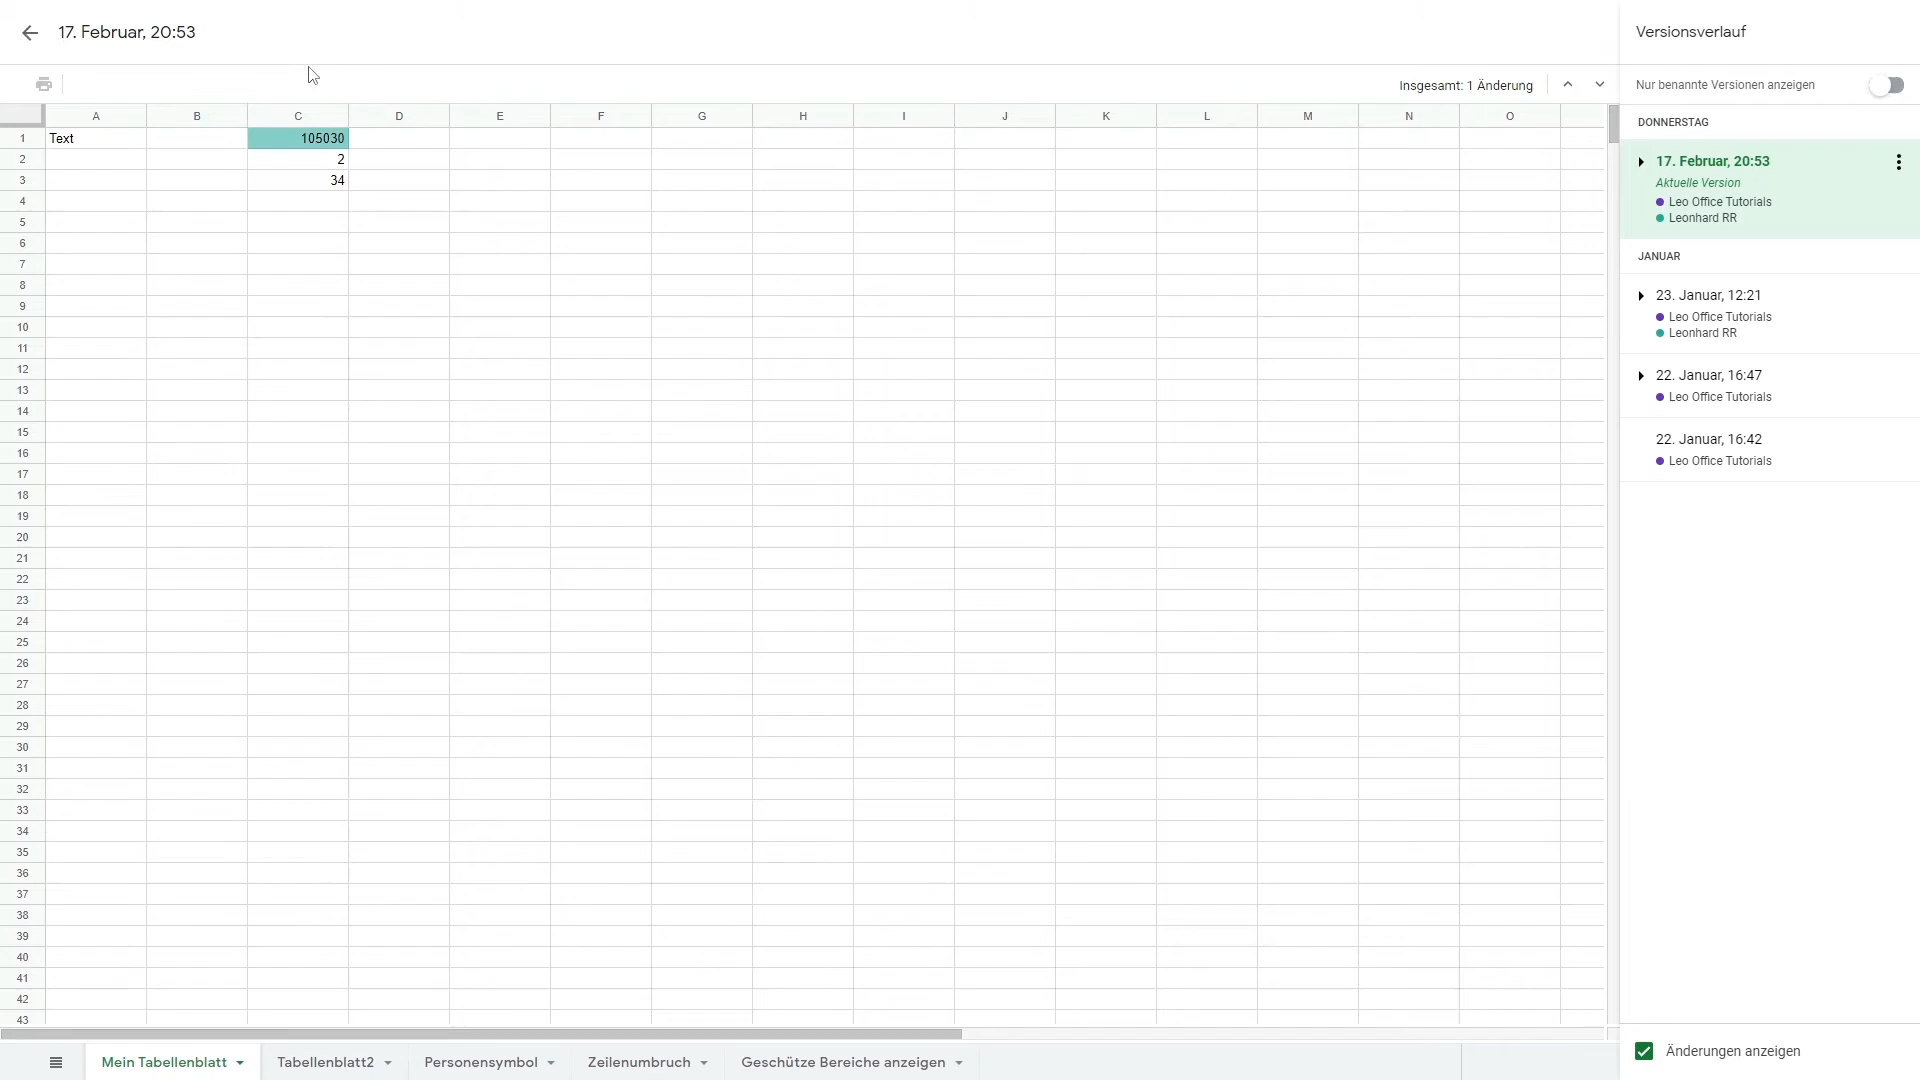 17. Februar, 20:53
Versionsverlauf
Insgesamt: 1 Änderung
Nur benannte Versionen anzeigen
A B C D E F G H I J K L M N O
1 Text 105030
2 2
3 34
4
5
6
7
8
9
10
11
12
13
14
15
16
17
18
19
20
21
22
23
24
25
26
27
28
29
30
31
32
33
34
35
36
37
38
39
40
41
42
43
DONNERSTAG
17. Februar, 20:53
Aktuelle Version
Leo Office Tutorials
Leonhard RR
JANUAR
23. Januar, 12:21
Leo Office Tutorials
Leonhard RR
22. Januar, 16:47
Leo Office Tutorials
22. Januar, 16:42
Leo Office Tutorials
Mein Tabellenblatt Tabellenblatt2 Personensymbol Zeilenumbruch Geschütze Bereiche anzeigen
Änderungen anzeigen